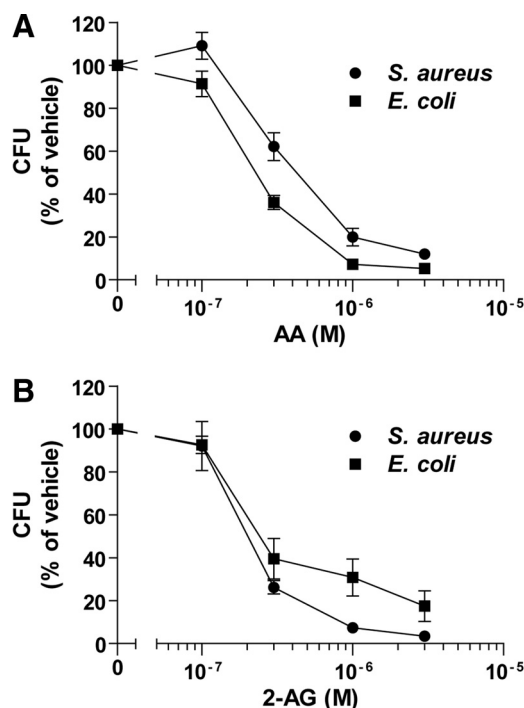 A
120
100
80
60
40
20
0
CFU
(% of vehicle)
S. aureus
E. coli
0 10⁻⁷ 10⁻⁶ 10⁻⁵
AA (M)
B
120
100
80
60
40
20
0
CFU
(% of vehicle)
S. aureus
E. coli
0 10⁻⁷ 10⁻⁶ 10⁻⁵
2-AG (M)